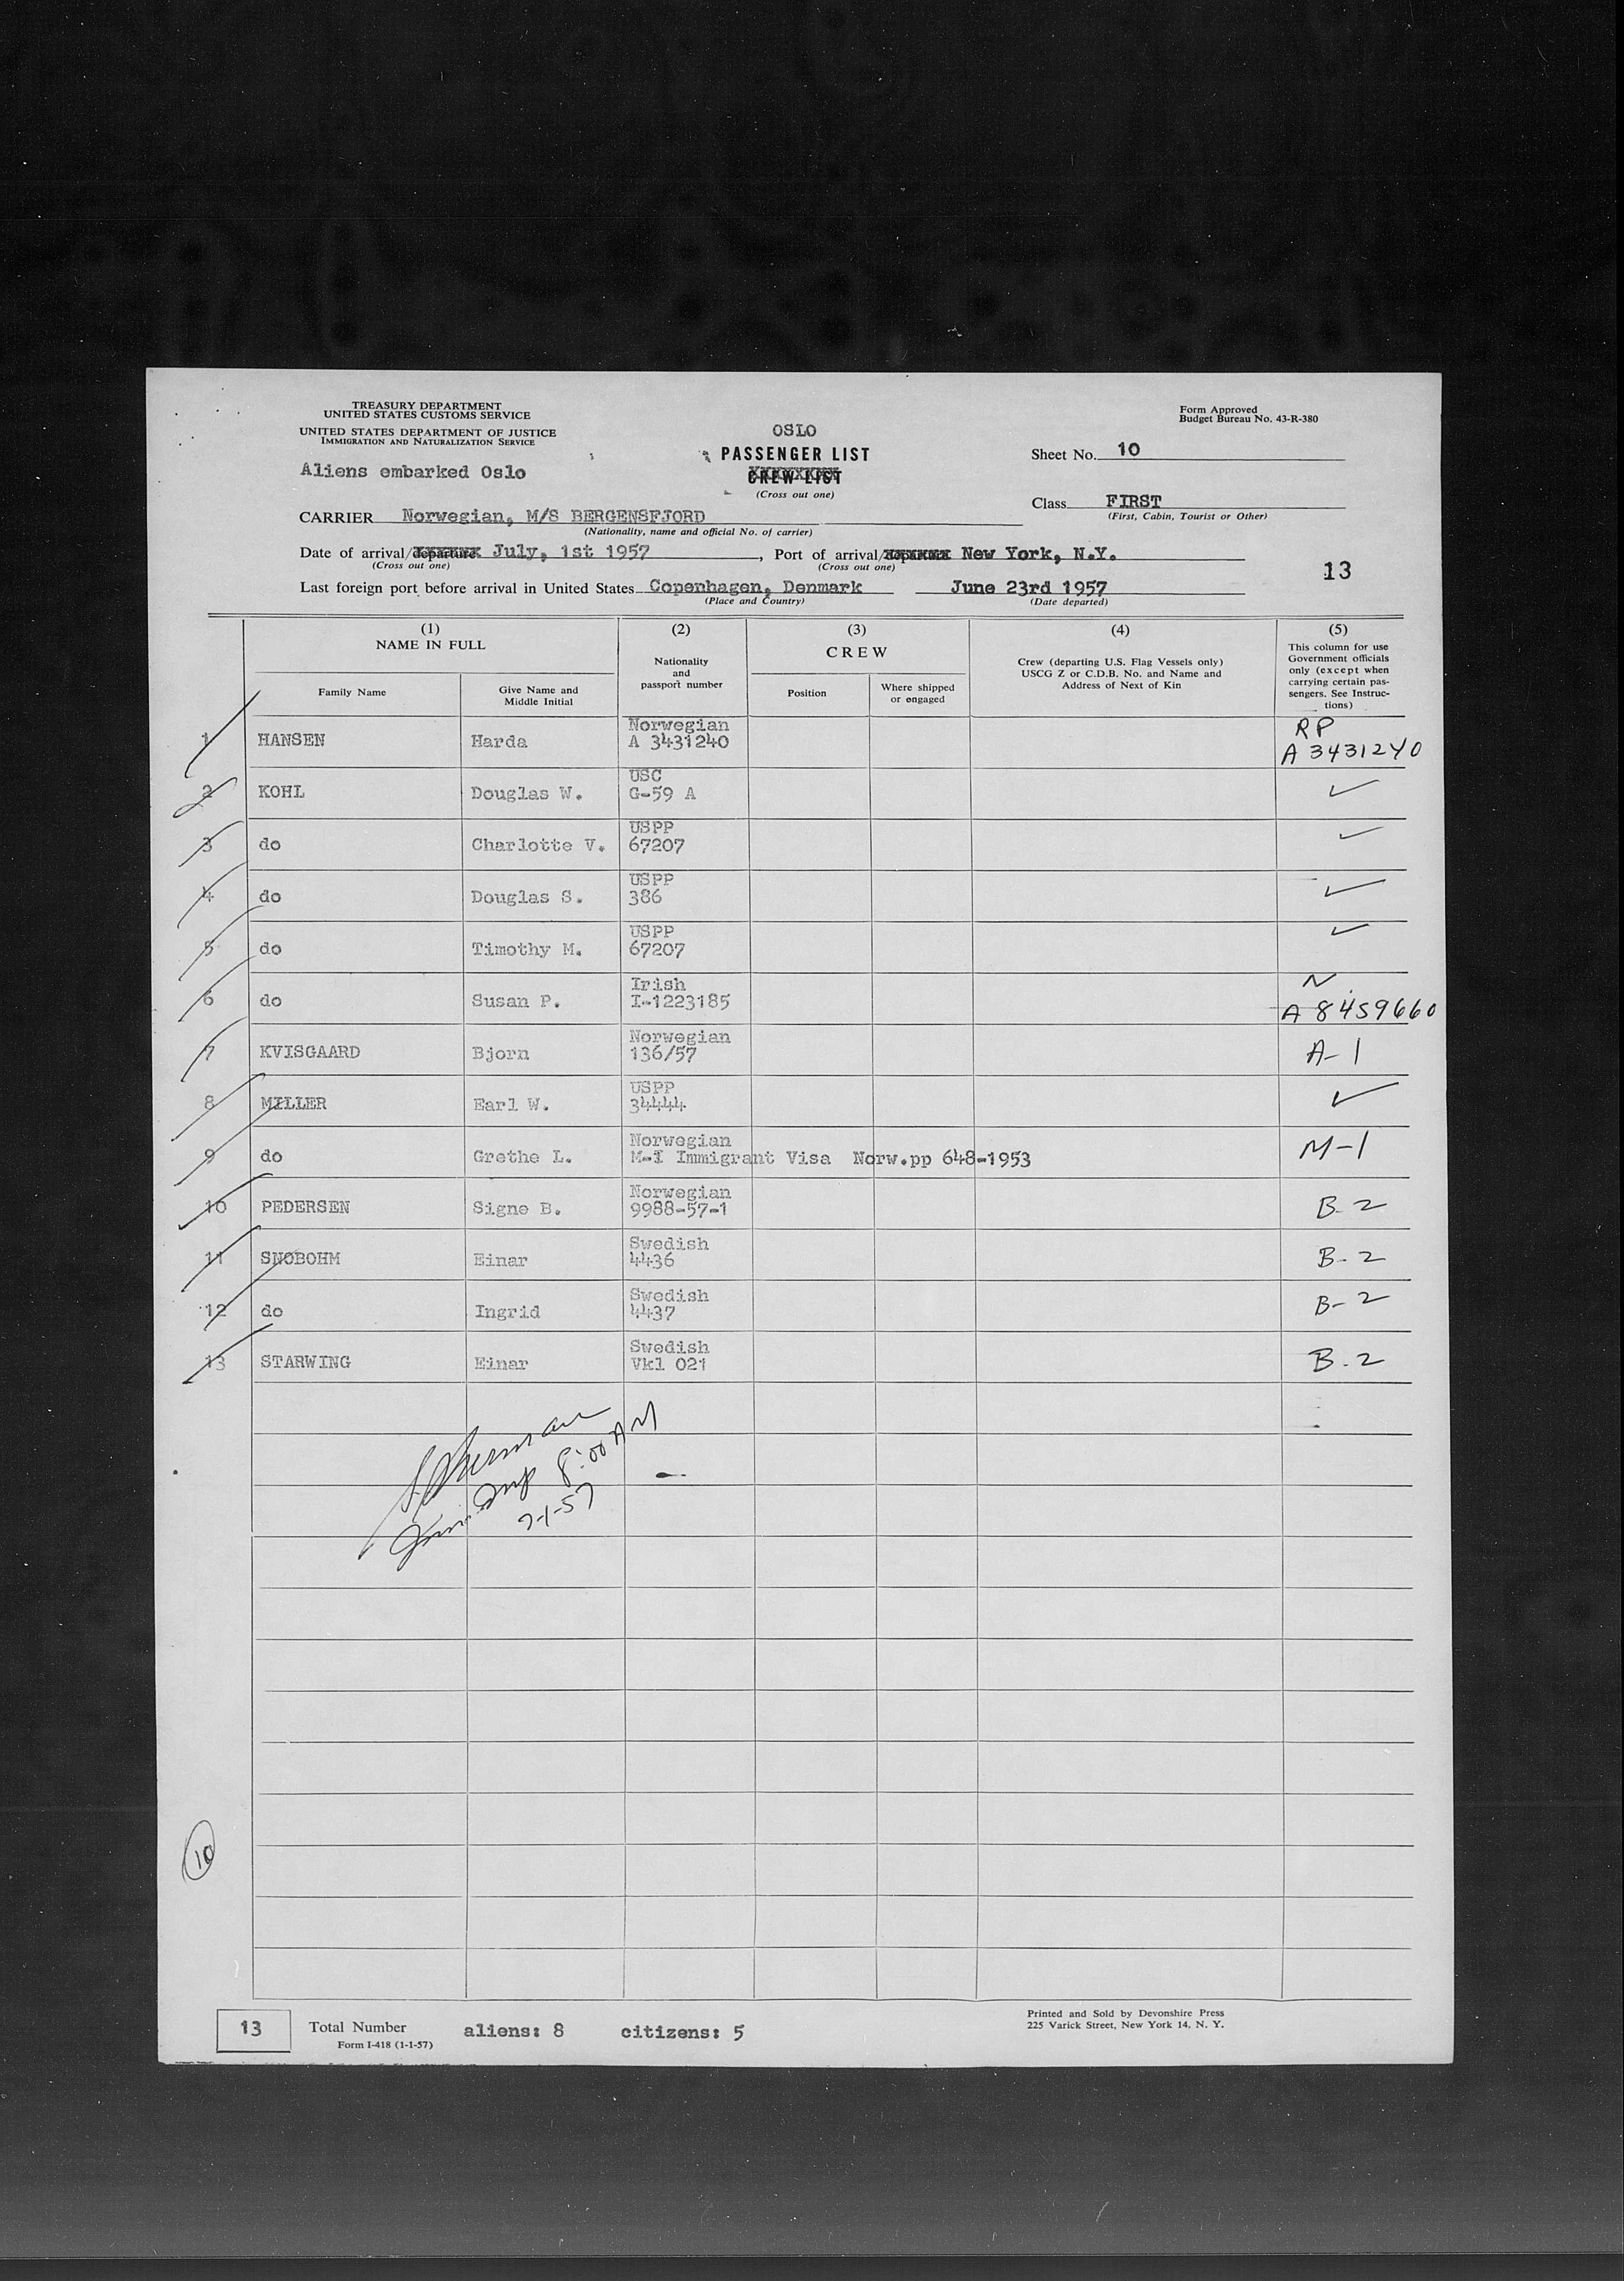 TREASURY DEPARTMENT
UNITED STATES CUSTOMS SERVICE
UNITED STATES DEPARTMENT OF JUSTICE
IMMIGRATION AND NATURALIZATION SERVICE
Aliens embarked Oslo
OSLO
PASSENGER LIST
CREW LIST
(Cross out one)
Form Approved
Budget Bureau No. 43-R-380
Sheet No. 10
Class FIRST
(First, Cabin, Tourist or Other)
CARRIER Norwegian, M/S BERGENSFJORD
(Nationality, name and official No. of carrier)
Date of arrival/departure July, 1st 1957, Port of arrival/departure New York, N.Y.
(Cross out one) (Cross out one)
13
Last foreign port before arrival in United States Copenhagen, Denmark June 23rd 1957
(Place and Country) (Date departed)
(1) (2) (3) (4) (5)
NAME IN FULL
Family Name
Give Name and
Middle Initial
Nationality
and
passport number
CREW
Position
Where shipped
or engaged
Crew (departing U.S. Flag Vessels only)
USCG Z or C.D.B. No. and Name and
Address of Next of Kin
This column for use
Government officials
only (except when
carrying certain pas-
sengers. See Instruc-
tions)
Norwegian RP
1 HANSEN Harda A 3431240 A 3431240
USC
2 KOHL Douglas W. G-59 A ✓
USPP
3 do Charlotte V. 67207 ✓
USPP
4 do Douglas S. 386 ✓
USPP
5 do Timothy M. 67207 ✓
Irish N
6 do Susan P. I-1223185 A 8459660
Norwegian
7 KVISGAARD Bjorn 136/57 A-1
USPP
8 MILLER Earl W. 34444 ✓
Norwegian
9 do Grethe L. M-I Immigrant Visa Norw.pp 648-1953 M-1
Norwegian
10 PEDERSEN Signe B. 9988-57-1 B-2
Swedish
11 SNØBOHM Einar 4436 B-2
Swedish
12 do Ingrid 4437 B-2
Swedish
13 STARWING Einar Vkl 021 B-2
Imm. Insp 8:00 AM
7-1-57
10
13 Total Number aliens: 8 citizens: 5
Form I-418 (1-1-57)
Printed and Sold by Devonshire Press
225 Varick Street, New York 14, N. Y.